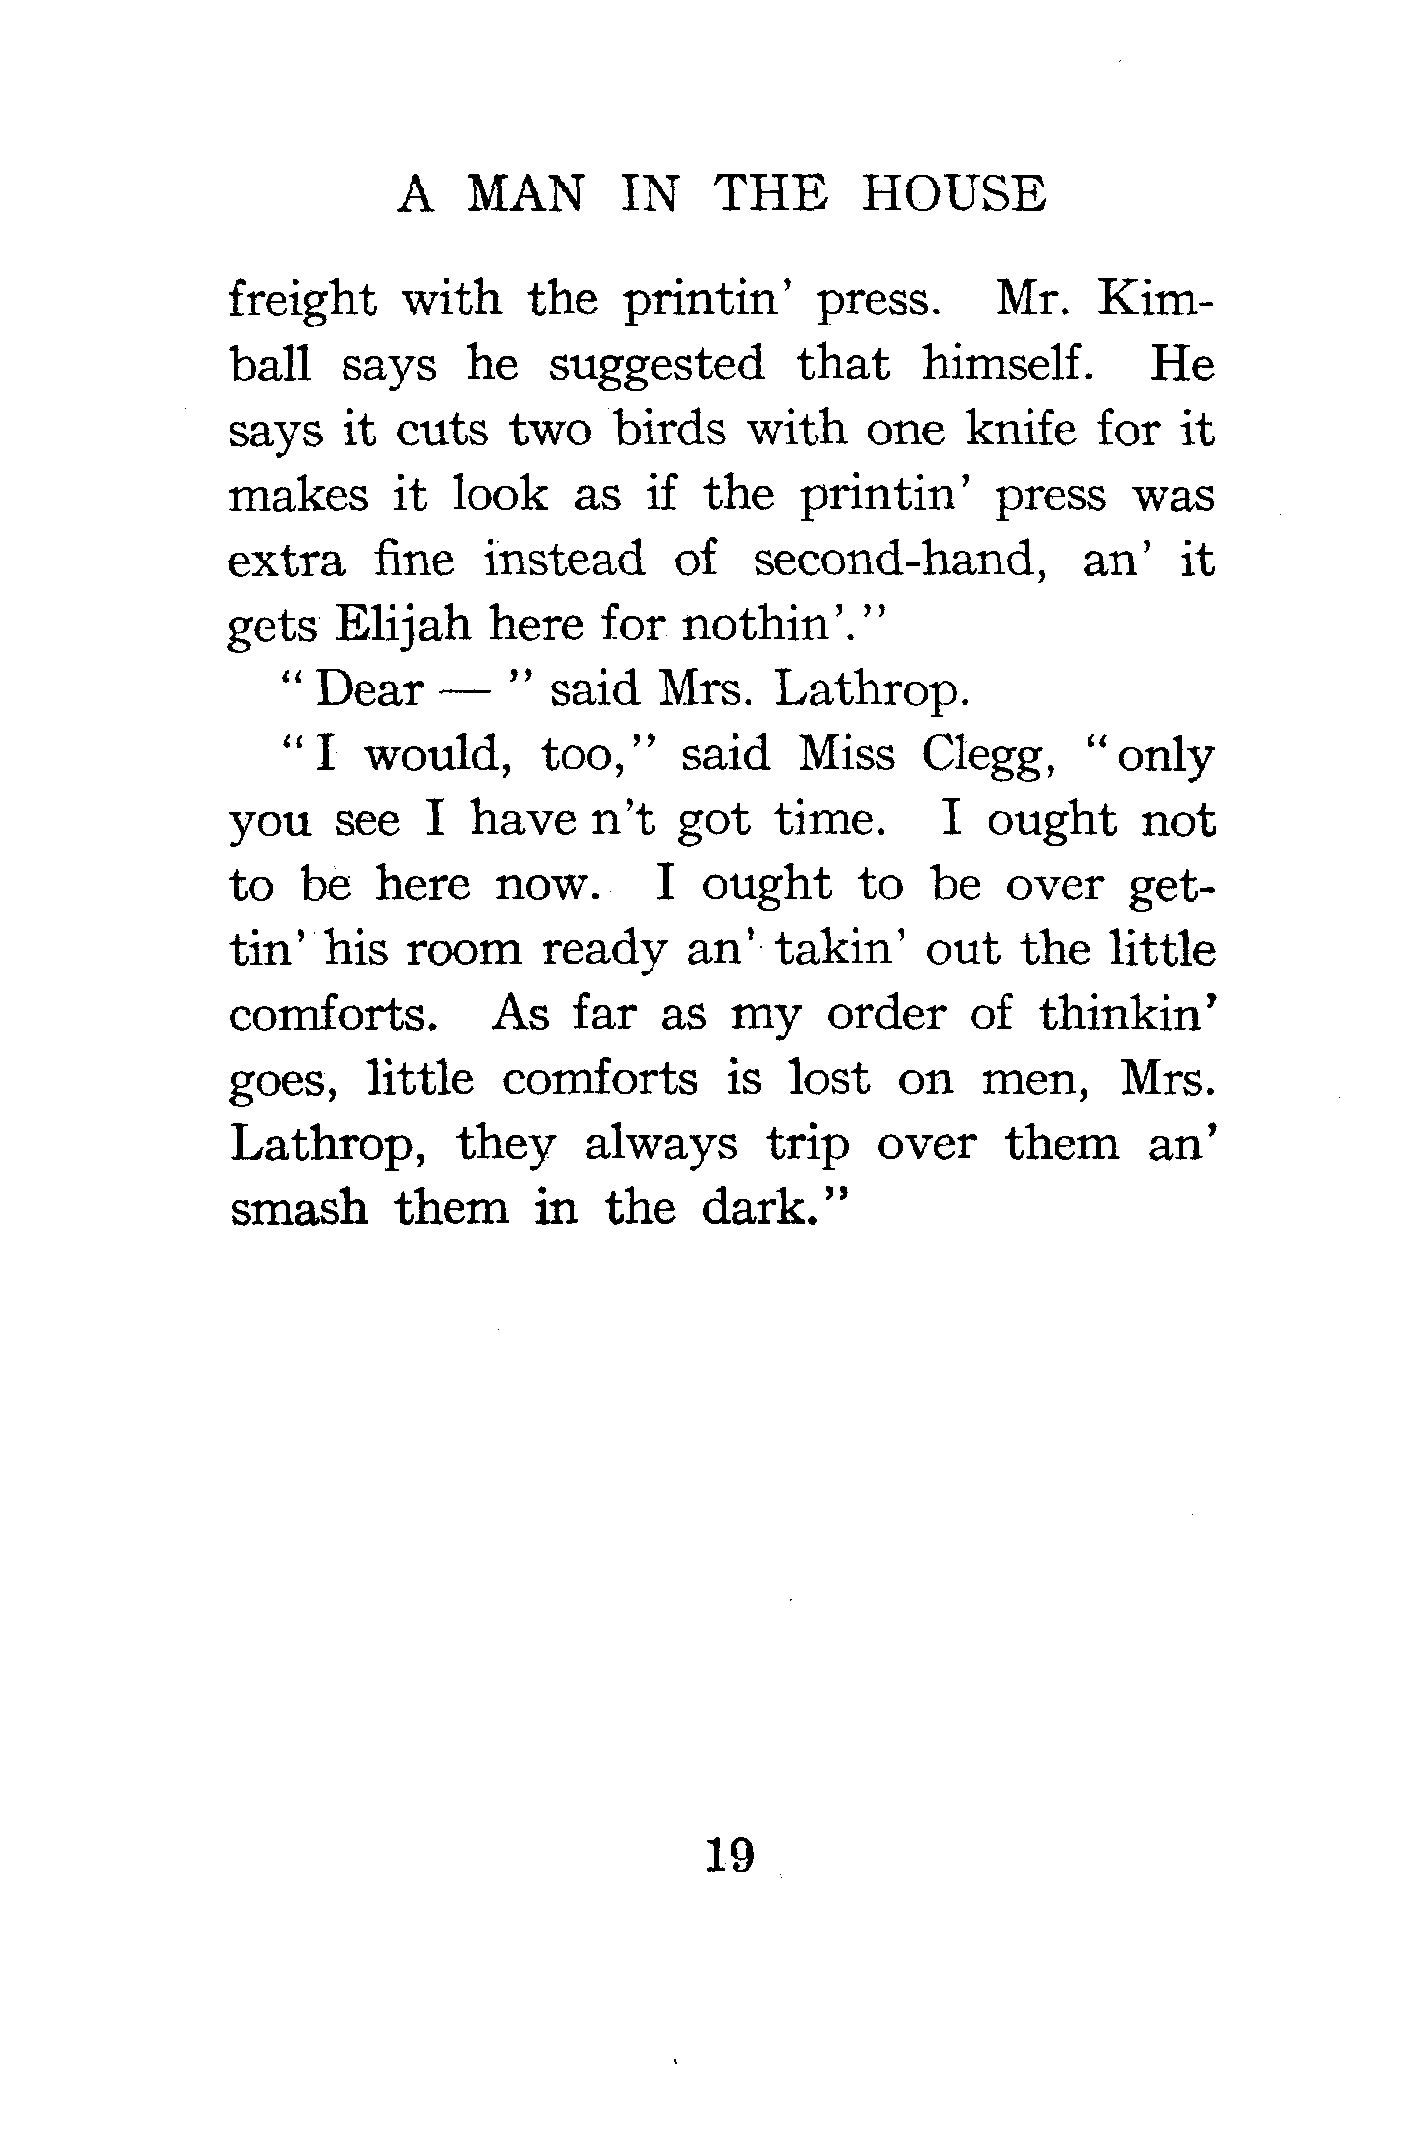 A MAN IN THE HOUSE
freight with the printin' press. Mr. Kim-
ball says he suggested that himself. He
says it cuts two birds with one knife for it
makes it look as if the printin' press was
extra fine instead of second-hand, an' it
gets Elijah here for nothin'."
"Dear — " said Mrs. Lathrop.
"I would, too," said Miss Clegg, "only
you see I have n't got time. I ought not
to be here now. I ought to be over get-
tin' his room ready an' takin' out the little
comforts. As far as my order of thinkin'
goes, little comforts is lost on men, Mrs.
Lathrop, they always trip over them an'
smash them in the dark."
19